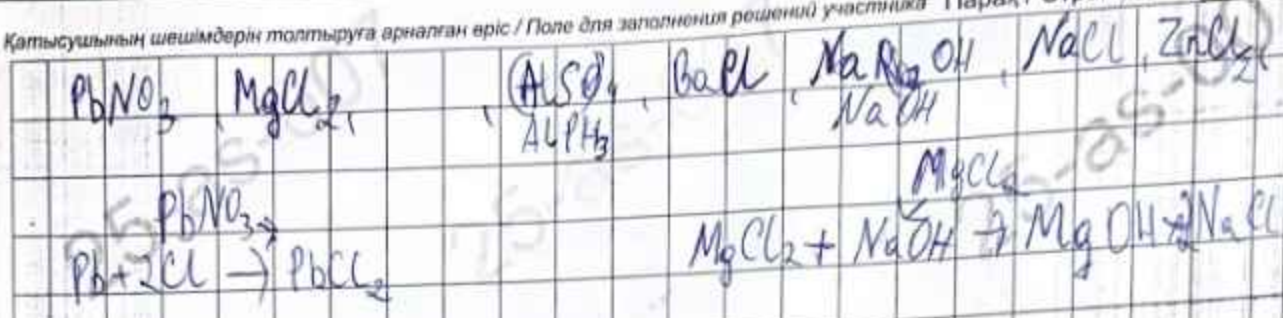 Қатысушының шешімдерін толтыруға арналған өріс / Поле для заполнения решений участника
PbNO₃, MgCl₂, (AlSO₄, BaCl, NaOH, NaCl, ZnCl₂,
NaOH
MgCl₂
PbNO₃
Pb + 2Cl → PbCl₂ MgCl₂ + NaOH → MgOH + 2NaCl